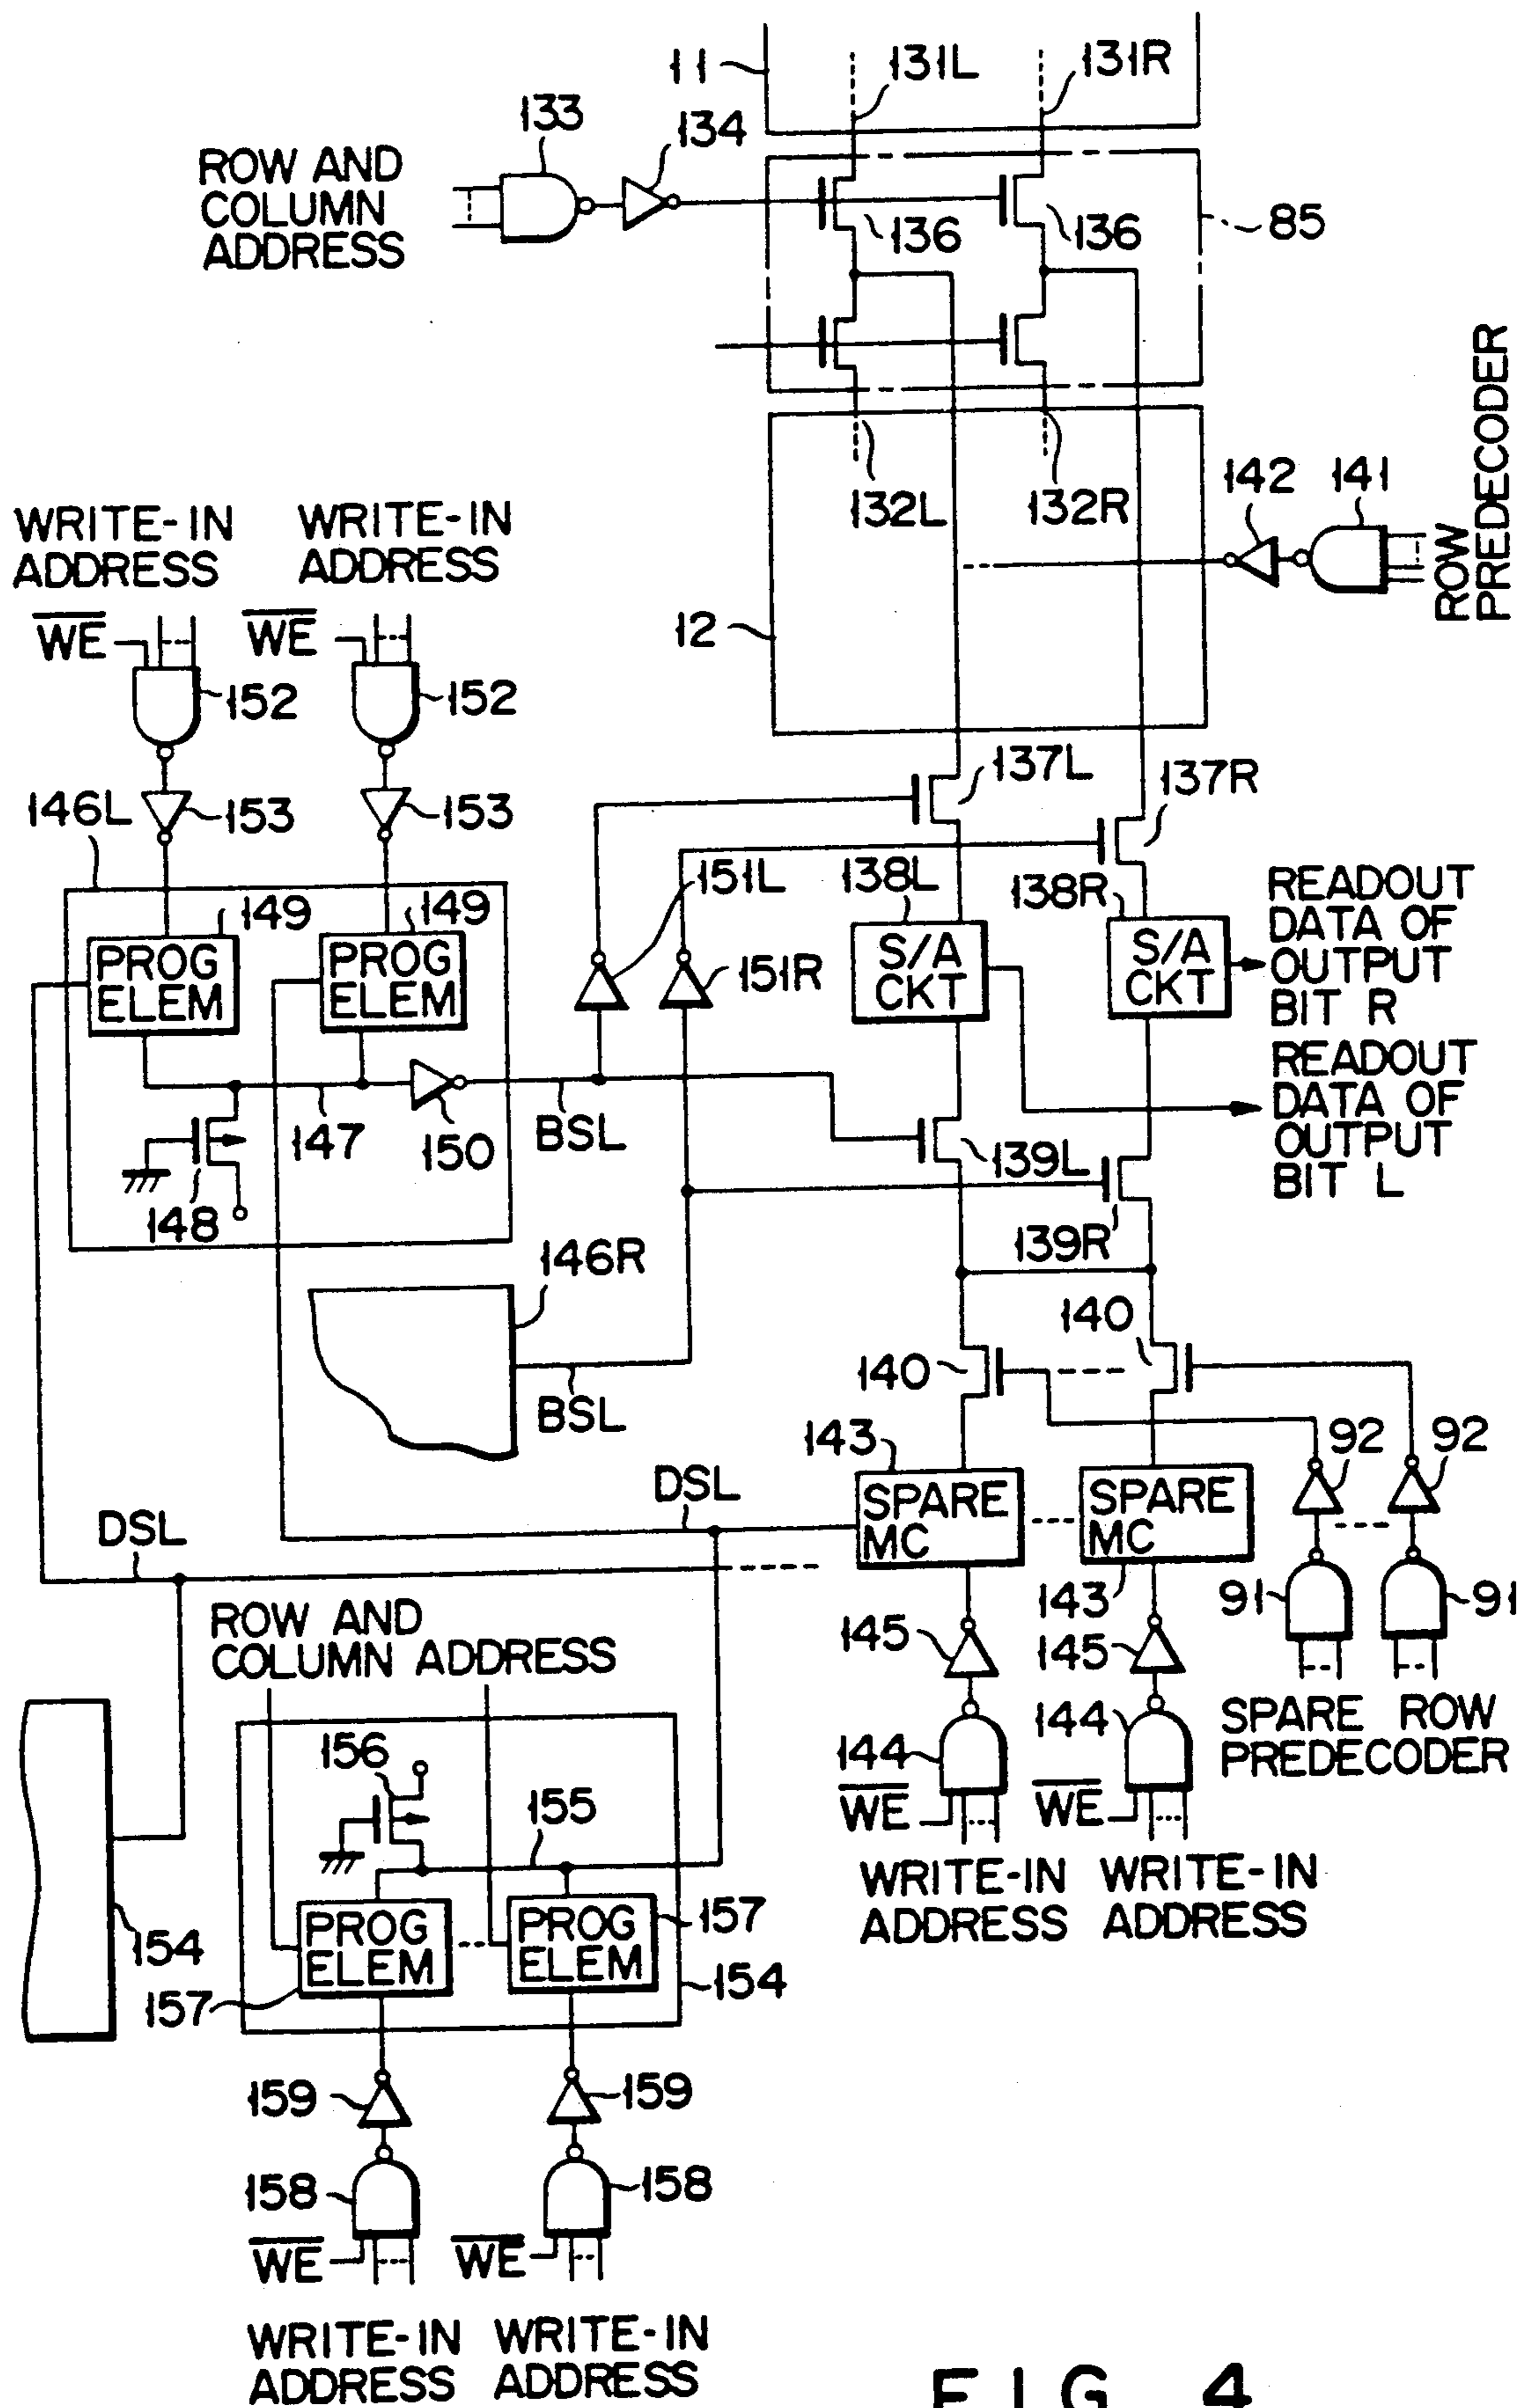 11
131L
131R
133
134
ROW AND
COLUMN
ADDRESS
136
136
85
132L
132R
142
141
ROW
PREDECODER
12
WRITE-IN
ADDRESS
WRITE-IN
ADDRESS
WE
WE
152
152
153
153
146L
137L
137R
149
149
PROG
ELEM
PROG
ELEM
151L
151R
138L
138R
S/A
CKT
S/A
CKT
READOUT
DATA OF
OUTPUT
BIT R
READOUT
DATA OF
OUTPUT
BIT L
148
147
150
BSL
139L
139R
146R
BSL
140
140
143
92
92
DSL
DSL
SPARE
MC
SPARE
MC
143
91
91
145
145
ROW AND
COLUMN ADDRESS
144
144
SPARE ROW
PREDECODER
WE
WE
WRITE-IN
ADDRESS
WRITE-IN
ADDRESS
156
155
154
PROG
ELEM
PROG
ELEM
157
157
154
159
159
158
158
WE
WE
WRITE-IN
ADDRESS
WRITE-IN
ADDRESS
FIG. 4